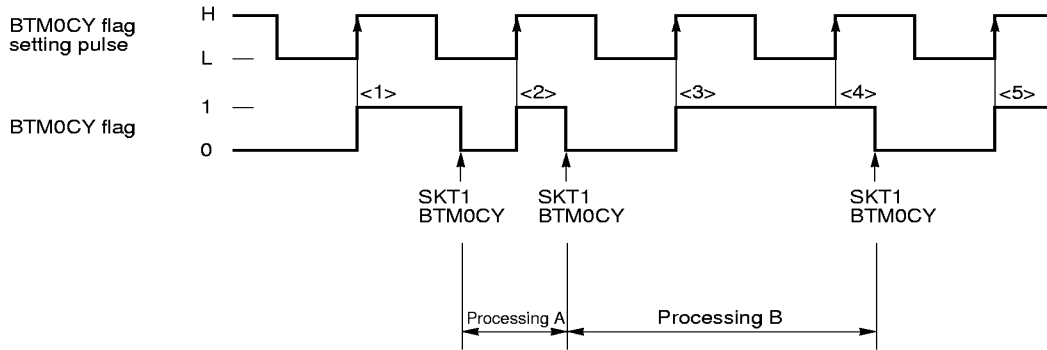 BTM0CY flag
setting pulse
H
L
<1>
<2>
<3>
<4>
<5>
BTM0CY flag
1
0
SKT1
BTM0CY
SKT1
BTM0CY
SKT1
BTM0CY
Processing A
Processing B